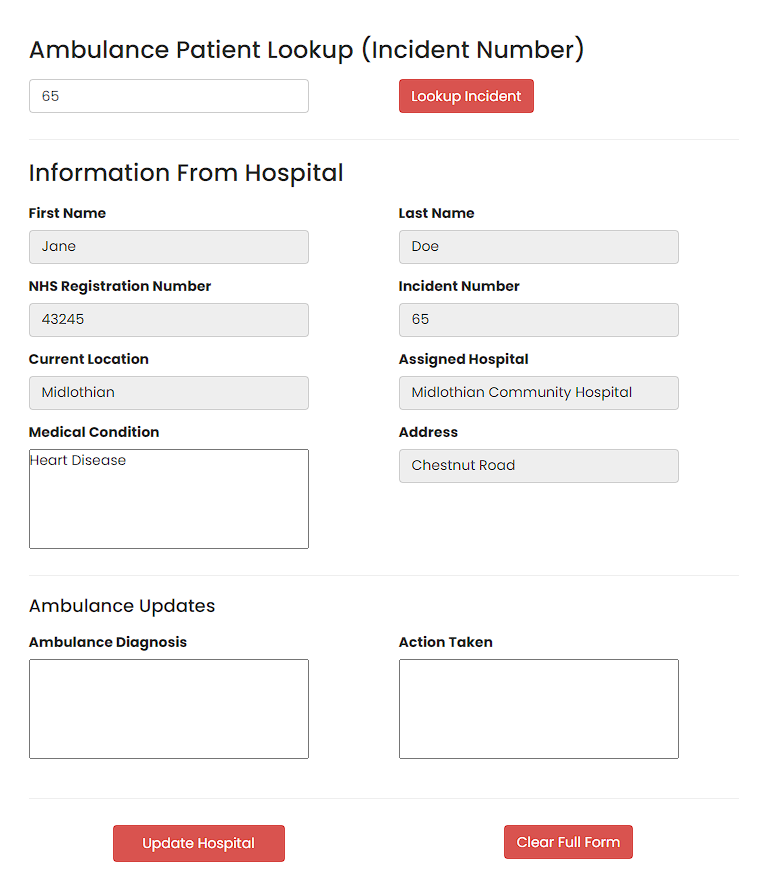 Ambulance Patient Lookup (Incident Number)
65
Lookup Incident
Information From Hospital
First Name
Last Name
Jane
Doe
NHS Registration Number
Incident Number
43245
65
Current Location
Assigned Hospital
Midlothian
Midlothian Community Hospital
Medical Condition
Address
Heart Disease
Chestnut Road
Ambulance Updates
Ambulance Diagnosis
Action Taken
Update Hospital
Clear Full Form